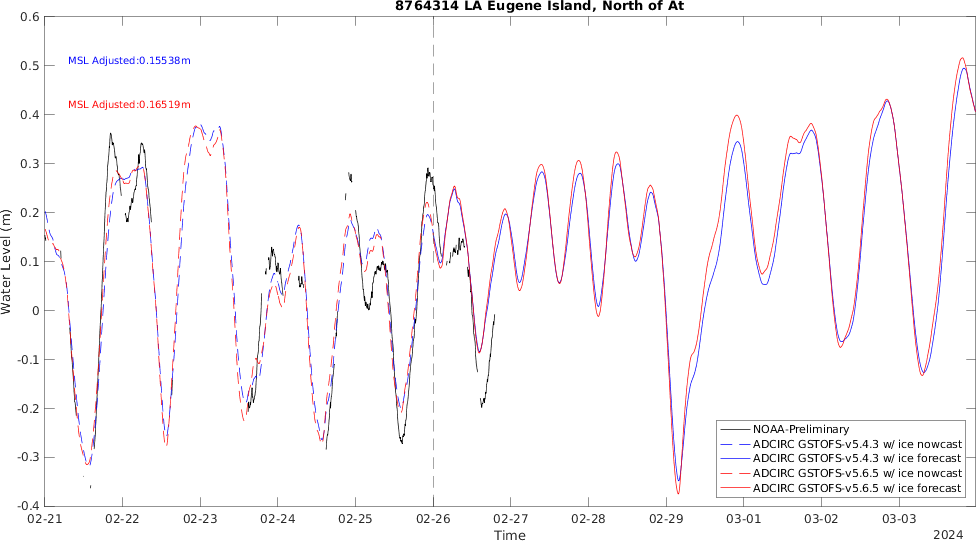 8764314 LA Eugene Island, North of At
0.6
0.5
0.4
0.3
0.2
0.1
0
-0.1
-0.2
-0.3
-0.4
Water Level (m)
MSL Adjusted:0.15538m
MSL Adjusted:0.16519m
NOAA-Preliminary
ADCIRC GSTOFS-v5.4.3 w/ ice nowcast
ADCIRC GSTOFS-v5.4.3 w/ ice forecast
ADCIRC GSTOFS-v5.6.5 w/ ice nowcast
ADCIRC GSTOFS-v5.6.5 w/ ice forecast
02-21 02-22 02-23 02-24 02-25 02-26 02-27 02-28 02-29 03-01 03-02 03-03
Time
2024